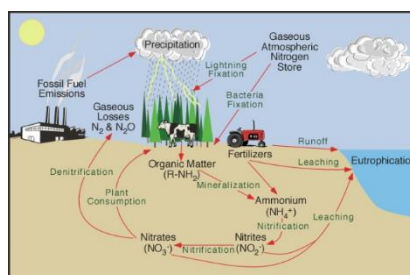 Precipitation
Gaseous
Atmospheric
Nitrogen
Store
Lightning
Fixation
Fossil Fuel
Emissions
Bacteria
Fixation
Gaseous
Losses
N₂ & N₂O
Organic Matter
(R-NH₂)
Fertilizers
Runoff
Leaching
Eutrophication
Denitrification
Plant
Consumption
Mineralization
Ammonium
(NH₄⁺)
Nitrification
Leaching
Nitrates
(NO₃⁻)
Nitrification
Nitrites
(NO₂⁻)